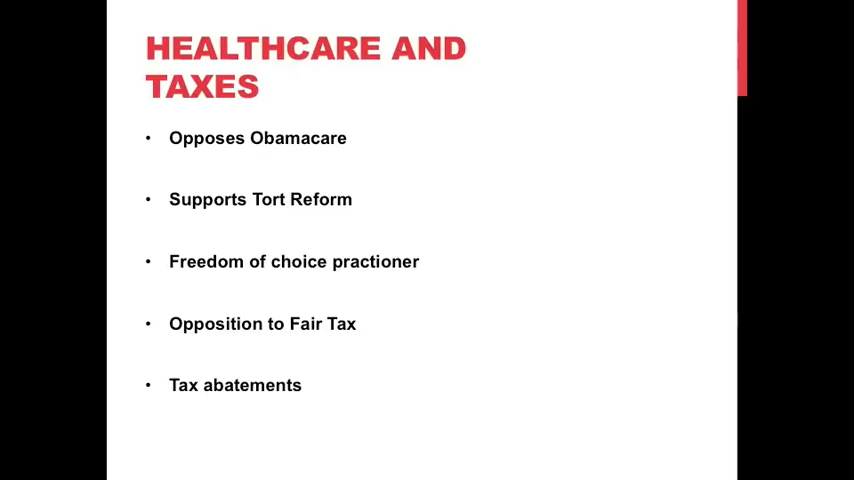 HEALTHCARE AND
TAXES
• Opposes Obamacare
• Supports Tort Reform
• Freedom of choice practioner
• Opposition to Fair Tax
• Tax abatements